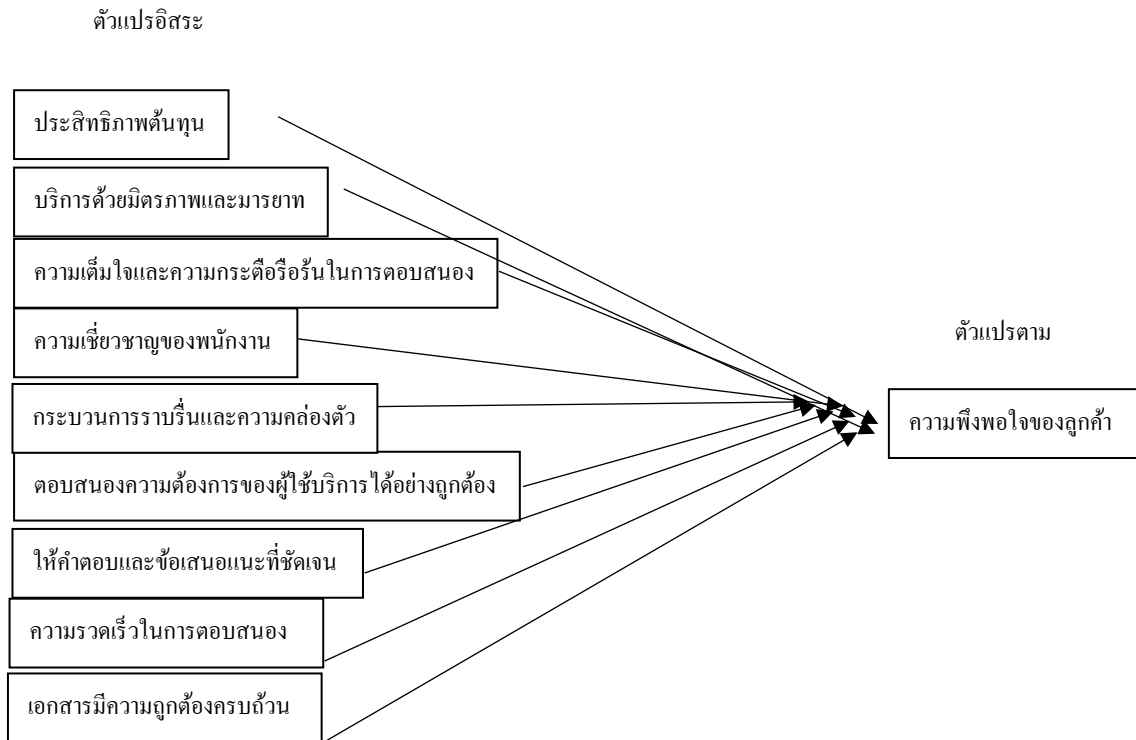 ตัวแปรอิสระ
ประสิทธิภาพต้นทุน
บริการด้วยมิตรภาพและมารยาท
ความเต็มใจและความกระตือรือร้นในการตอบสนอง
ความเชี่ยวชาญของพนักงาน
กระบวนการราบรื่นและความคล่องตัว
ตอบสนองความต้องการของผู้ใช้บริการได้อย่างถูกต้อง
ให้คำตอบและข้อเสนอแนะที่ชัดเจน
ความรวดเร็วในการตอบสนอง
เอกสารมีความถูกต้องครบถ้วน
ตัวแปรตาม
ความพึงพอใจของลูกค้า